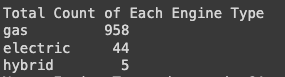 Total Count of Each Engine Type
gas 958
electric 44
hybrid 5